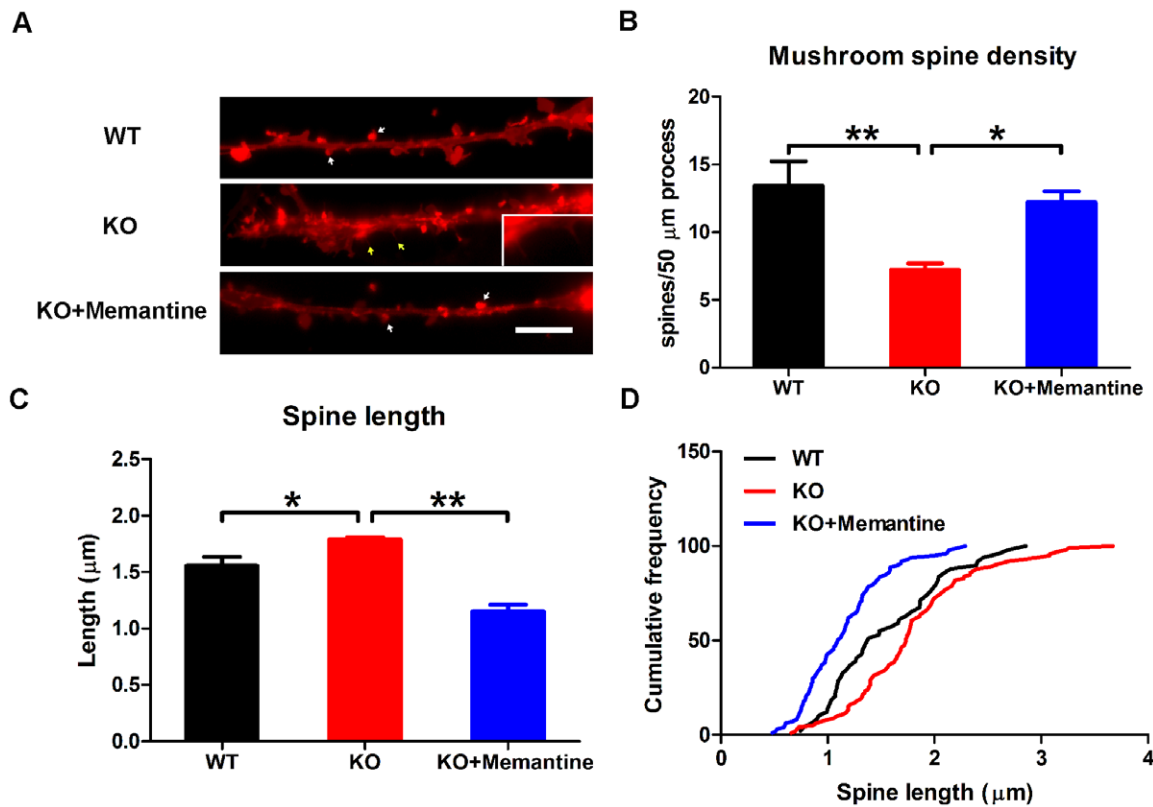 A
WT
KO
KO+Memantine
B
Mushroom spine density
spines/50 μm process
20
15
10
5
0
** *
WT KO KO+Memantine
C
Spine length
Length (μm)
2.5
2.0
1.5
1.0
0.5
0.0
* **
WT KO KO+Memantine
D
Cumulative frequency
150
100
50
0
WT
KO
KO+Memantine
0 1 2 3 4
Spine length (μm)